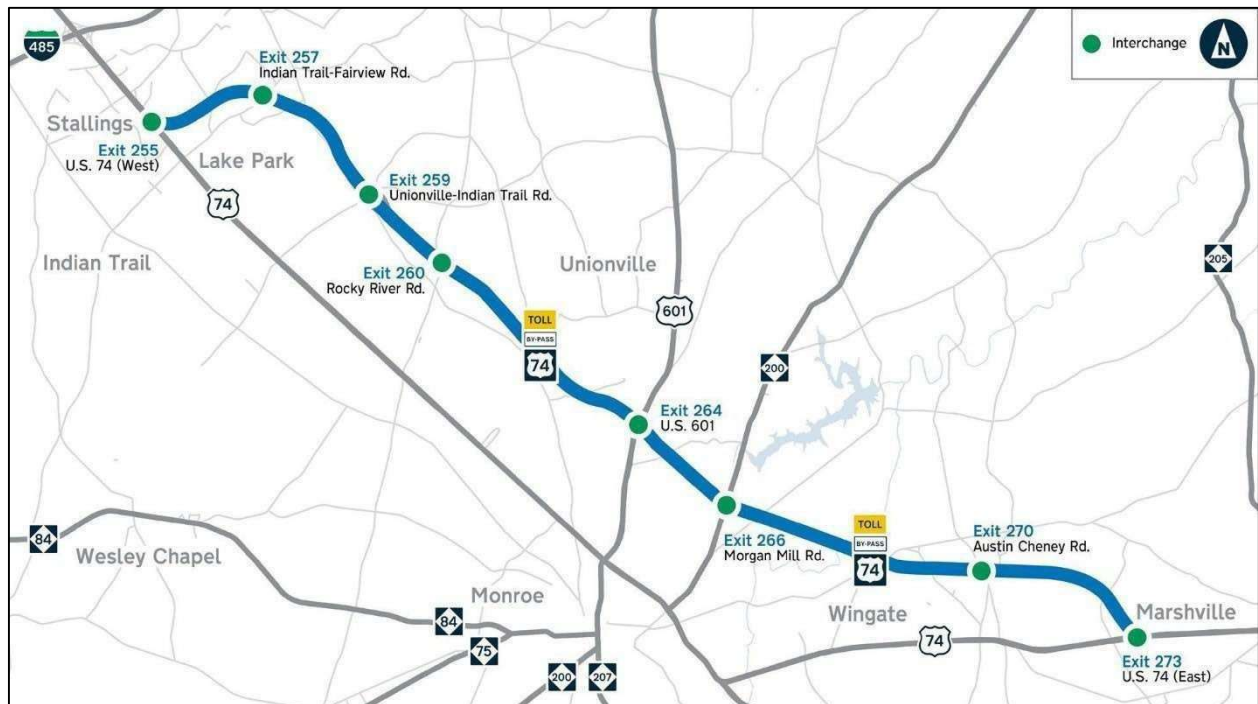 485
Exit 257
Indian Trail-Fairview Rd.
Interchange
N
Stallings
Exit 255
U.S. 74 (West)
Lake Park
Exit 259
Unionville-Indian Trail Rd.
74
Indian Trail
Exit 260
Rocky River Rd.
Unionville
205
601
TOLL
BY-PASS
74
200
Exit 264
U.S. 601
84
Wesley Chapel
Exit 266
Morgan Mill Rd.
TOLL
BY-PASS
74
Exit 270
Austin Cheney Rd.
Monroe
84
75
200
207
Wingate
74
Marshville
Exit 273
U.S. 74 (East)